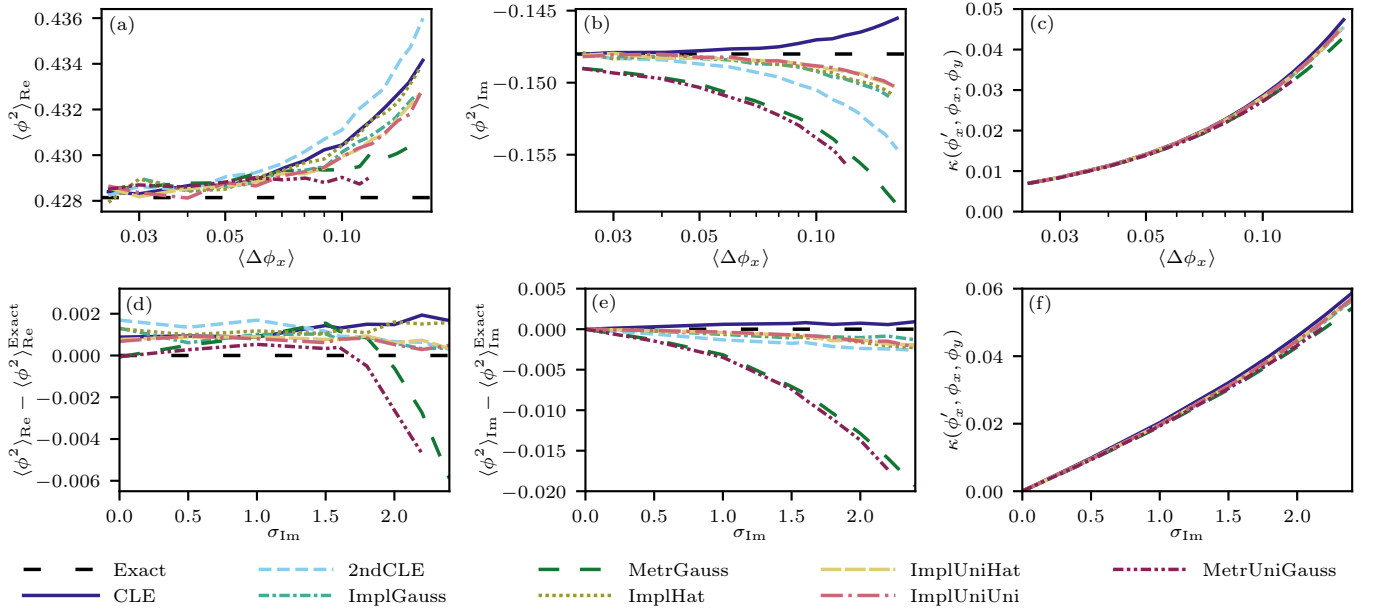 (a)
⟨ϕ²⟩Re
0.436
0.434
0.432
0.430
0.428
0.03
0.05
0.10
⟨Δϕₓ⟩
(b)
⟨ϕ²⟩Im
−0.145
−0.150
−0.155
0.03
0.05
0.10
⟨Δϕₓ⟩
(c)
κ(ϕ′ₓ, ϕₓ, ϕy)
0.05
0.04
0.03
0.02
0.01
0.00
0.03
0.05
0.10
⟨Δϕₓ⟩
(d)
⟨ϕ²⟩Re − ⟨ϕ²⟩Re^Exact
0.002
0.000
−0.002
−0.004
−0.006
0.0
0.5
1.0
1.5
2.0
σIm
(e)
⟨ϕ²⟩Im − ⟨ϕ²⟩Im^Exact
0.005
0.000
−0.005
−0.010
−0.015
−0.020
0.0
0.5
1.0
1.5
2.0
σIm
(f)
κ(ϕ′ₓ, ϕₓ, ϕy)
0.06
0.04
0.02
0.00
0.0
0.5
1.0
1.5
2.0
σIm
Exact
CLE
2ndCLE
ImplGauss
MetrGauss
ImplHat
ImplUniHat
ImplUniUni
MetrUniGauss